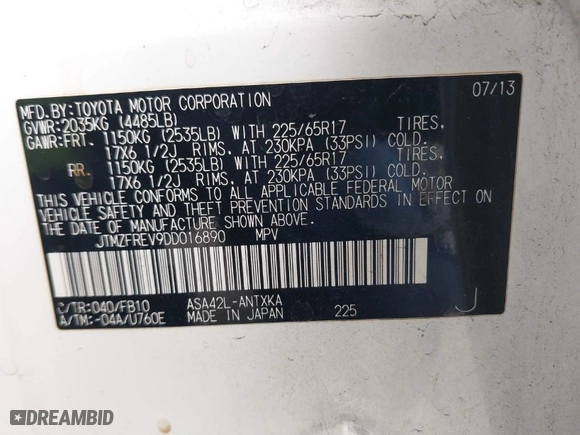 MFD.BY:TOYOTA MOTOR CORPORATION 07/13
GVWR:2035KG (4485LB)
GAWR:FRT. 1150KG (2535LB) WITH 225/65R17 TIRES.
17X6 1/2J RIMS. AT 230KPA (33PSI) COLD.
RR. 1150KG (2535LB) WITH 225/65R17 TIRES.
17X6 1/2J RIMS, AT 230KPA (33PSI) COLD.
THIS VEHICLE CONFORMS TO ALL APPLICABLE FEDERAL MOTOR
VEHICLE SAFETY AND THEFT PREVENTION STANDARDS IN EFFECT ON
THE DATE OF MANUFACTURE SHOWN ABOVE.
JTMZFREV9DD016890 MPV
C/TR:040/FB10 ASA42L-ANTXKA
A/TM:-04A/U760E MADE IN JAPAN 225 J
DREAMBID